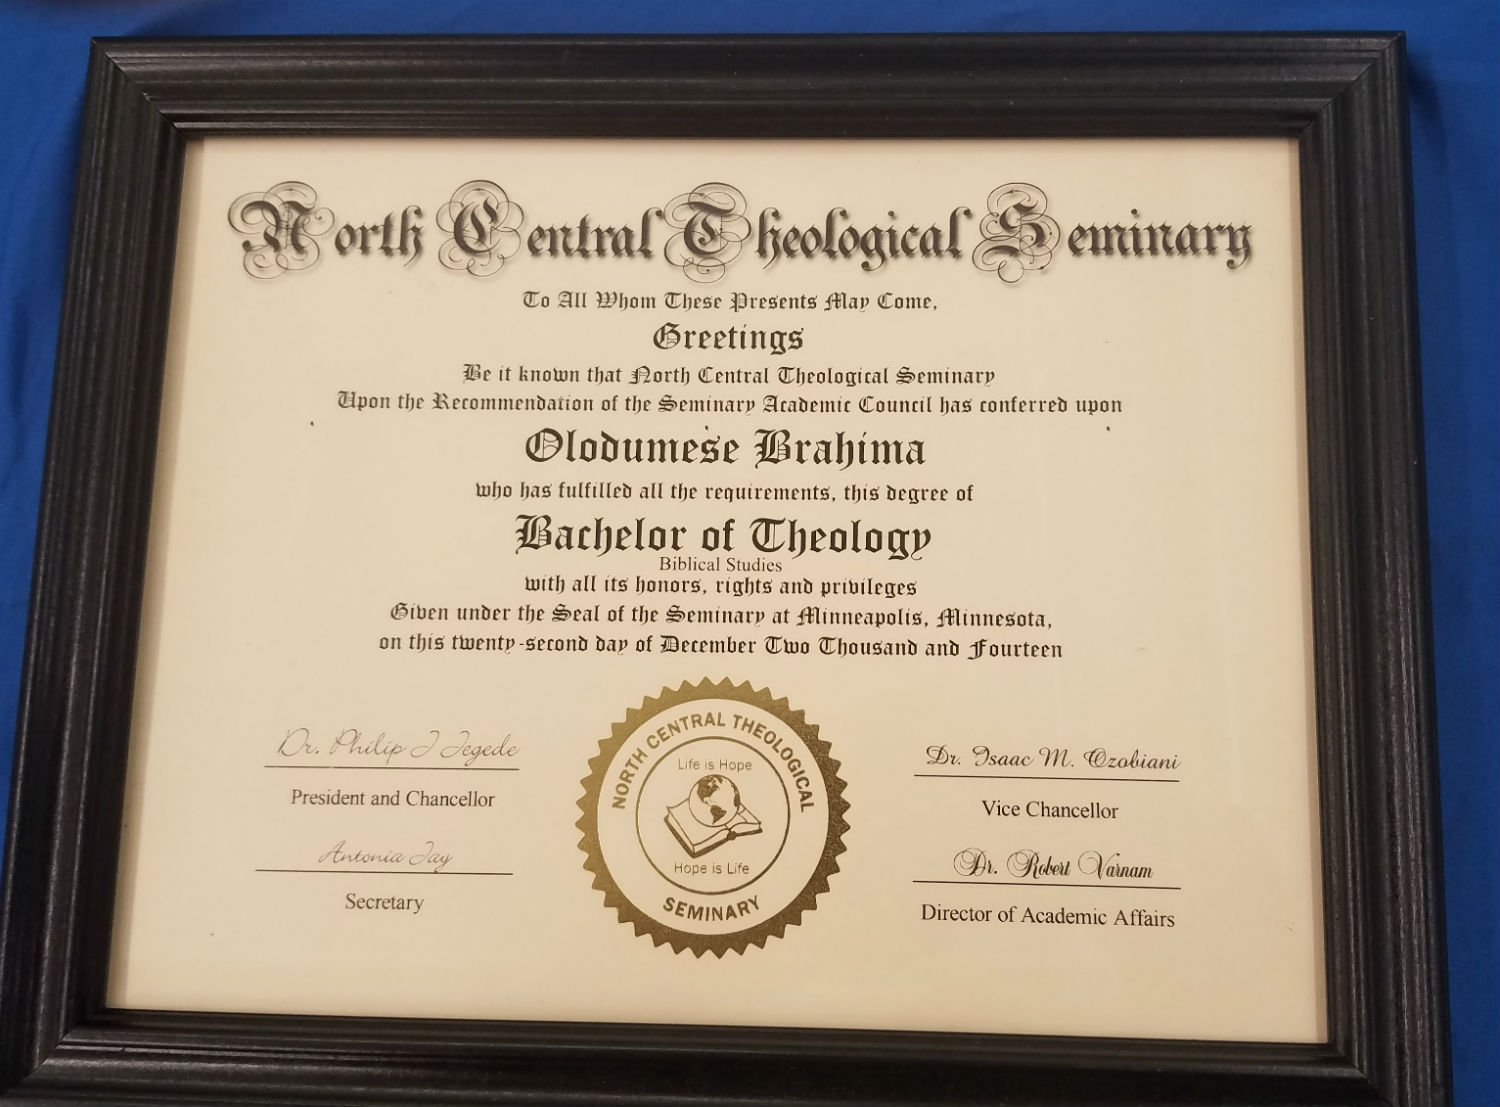 North Central Theological Seminary
To All Whom These Presents May Come,
Greetings
Be it known that North Central Theological Seminary
Upon the Recommendation of the Seminary Academic Council has conferred upon
Olodumese Brahima
who has fulfilled all the requirements, this degree of
Bachelor of Theology
Biblical Studies
with all its honors, rights and privileges
Given under the Seal of the Seminary at Minneapolis, Minnesota,
on this twenty-second day of December Two Thousand and Fourteen
Dr. Philip J Jegede
President and Chancellor
Antonia Jay
Secretary
NORTH CENTRAL THEOLOGICAL
Life is Hope
Hope is Life
SEMINARY
Dr. Isaac M. Ozobiani
Vice Chancellor
Dr. Robert Varnam
Director of Academic Affairs